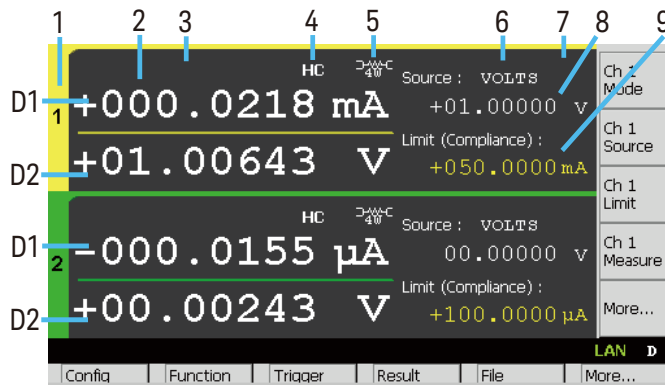 1 2 3 4 5 6 7 8 9
HC 4W Source : VOLTS
D1 +000.0218 mA +01.00000 V
1
Limit (Compliance) :
D2 +01.00643 V +050.0000 mA
Ch 1
Mode
Ch 1
Source
Ch 1
Limit
Ch 1
Measure
More...
HC 4W Source : VOLTS
D1 -000.0155 µA 00.00000 V
2
Limit (Compliance) :
D2 +00.00243 V +100.0000 µA
LAN D
Config Function Trigger Result File More...